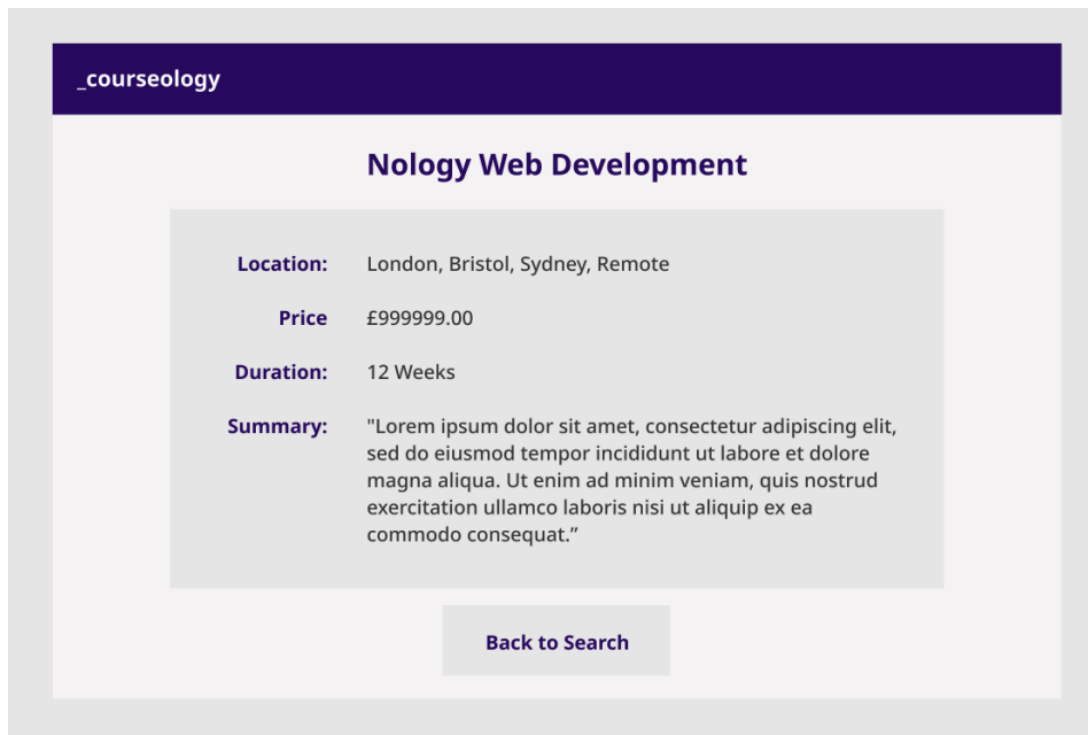 _courseology
Nology Web Development
Location: London, Bristol, Sydney, Remote
Price £999999.00
Duration: 12 Weeks
Summary: "Lorem ipsum dolor sit amet, consectetur adipiscing elit,
sed do eiusmod tempor incididunt ut labore et dolore
magna aliqua. Ut enim ad minim veniam, quis nostrud
exercitation ullamco laboris nisi ut aliquip ex ea
commodo consequat.”
Back to Search